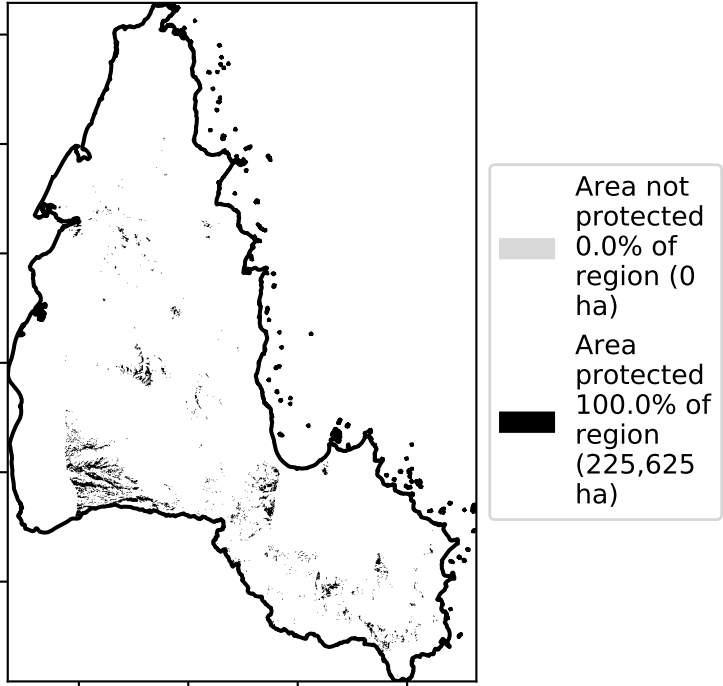 Area not
protected
0.0% of
region (0
ha)
Area
protected
100.0% of
region
(225,625
ha)